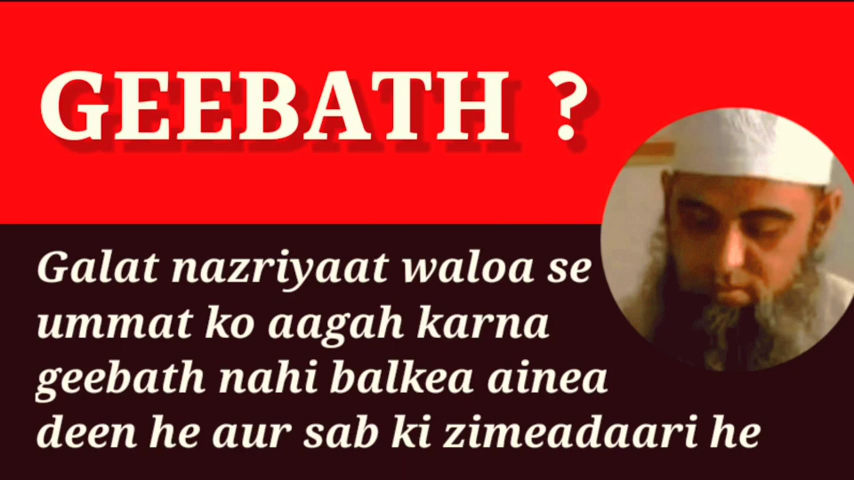 GEEBATH ?
Galat nazriyaat waloa se
ummat ko aagah karna
geebath nahi balkea ainea
deen he aur sab ki zimeadaari he